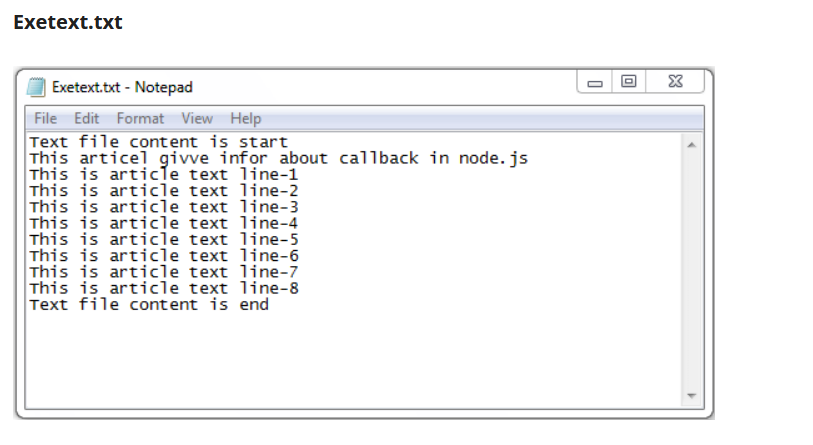 Exetext.txt
Exetext.txt - Notepad
File Edit Format View Help
Text file content is start
This articel givve infor about callback in node.js
This is article text line-1
This is article text line-2
This is article text line-3
This is article text line-4
This is article text line-5
This is article text line-6
This is article text line-7
This is article text line-8
Text file content is end